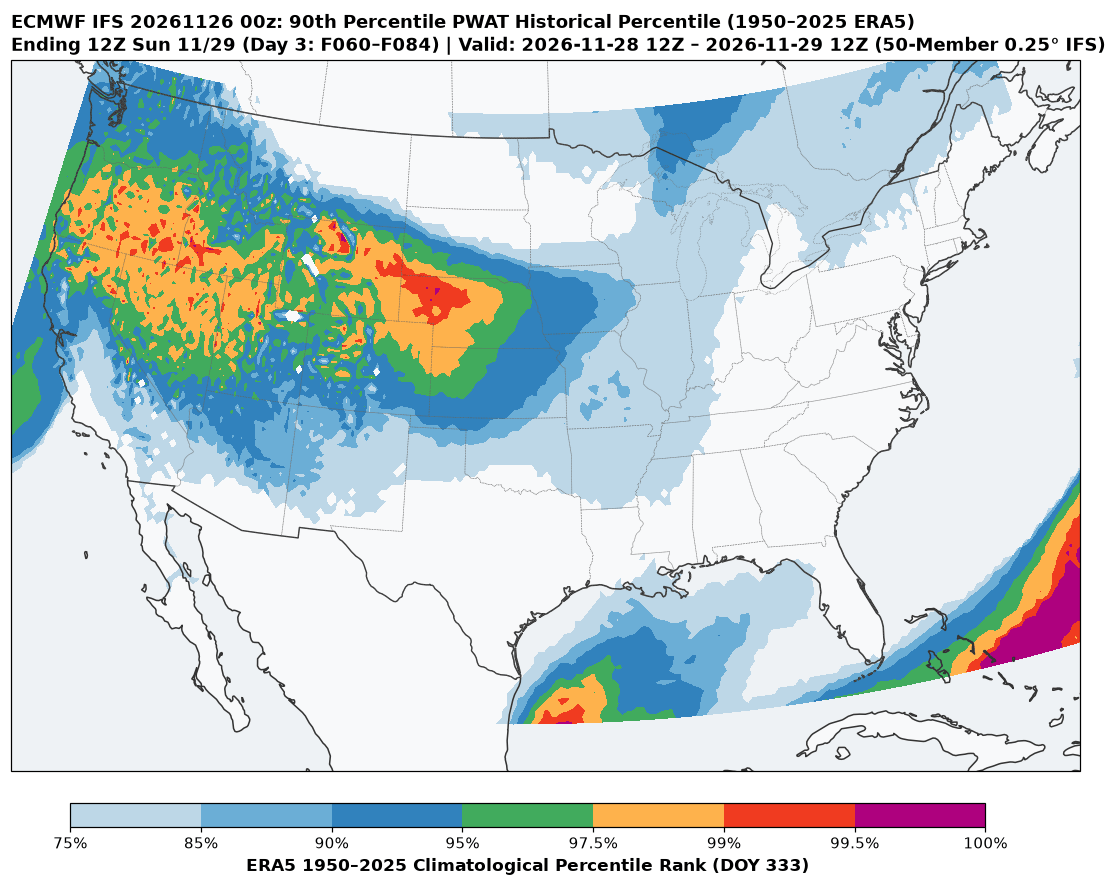 ECMWF IFS 20261126 00z: 90th Percentile PWAT Historical Percentile (1950–2025 ERA5)
Ending 12Z Sun 11/29 (Day 3: F060–F084) | Valid: 2026-11-28 12Z – 2026-11-29 12Z (50-Member 0.25° IFS)
75% 85% 90% 95% 97.5% 99% 99.5% 100%
ERA5 1950–2025 Climatological Percentile Rank (DOY 333)